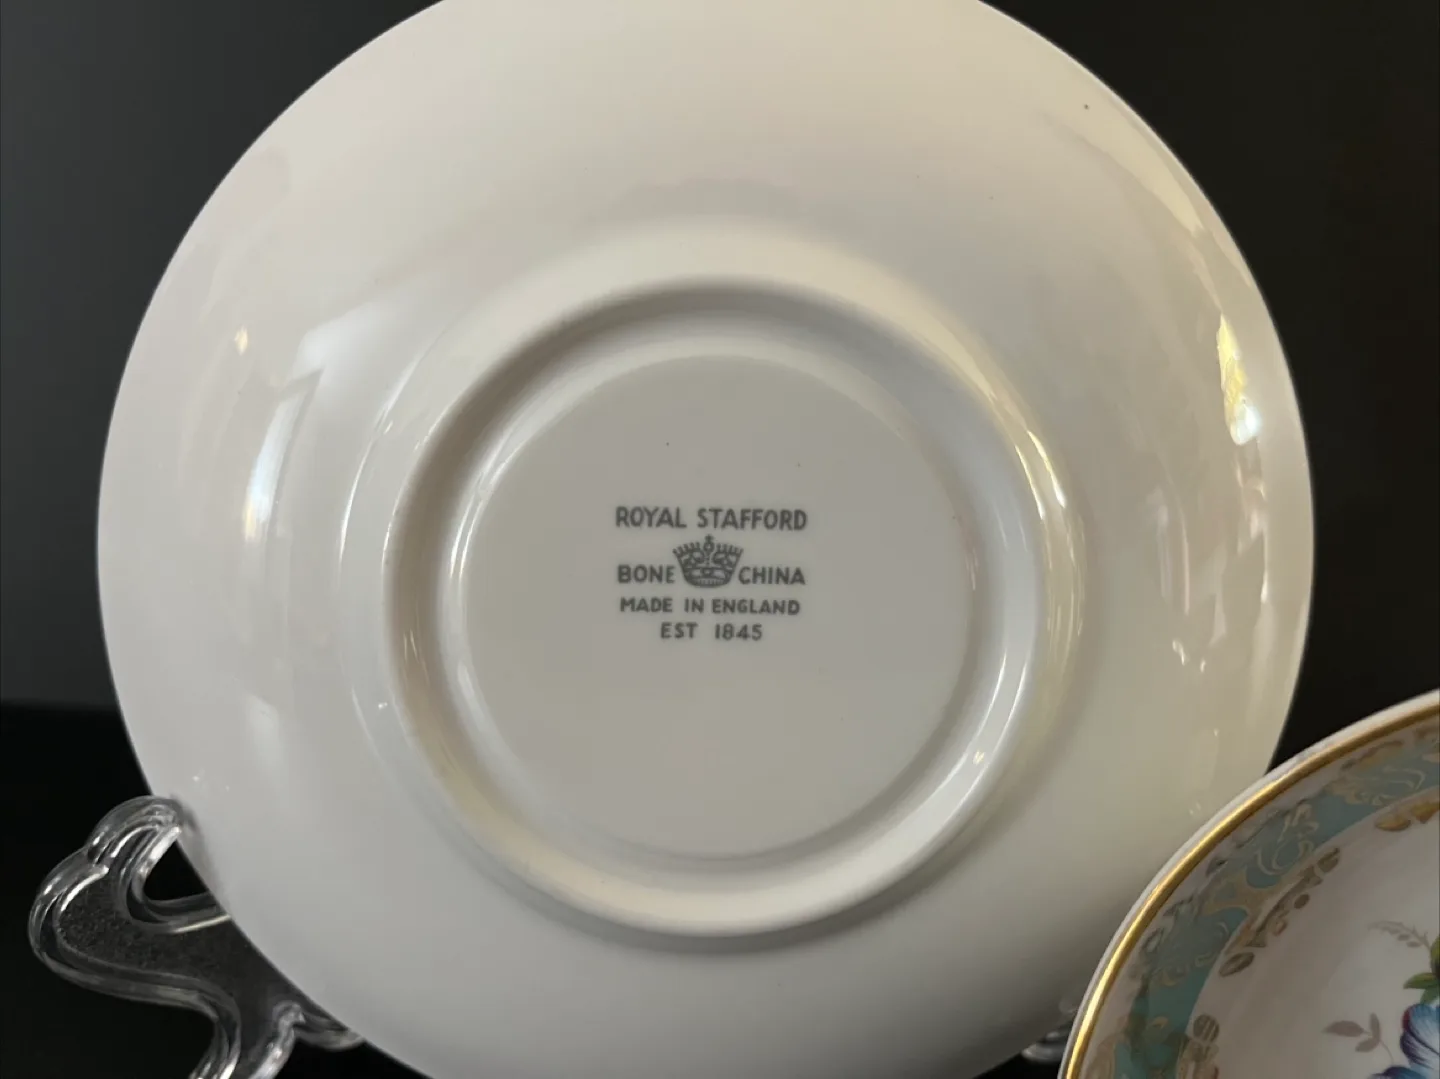 ROYAL STAFFORD
BONE CHINA
MADE IN ENGLAND
EST 1845